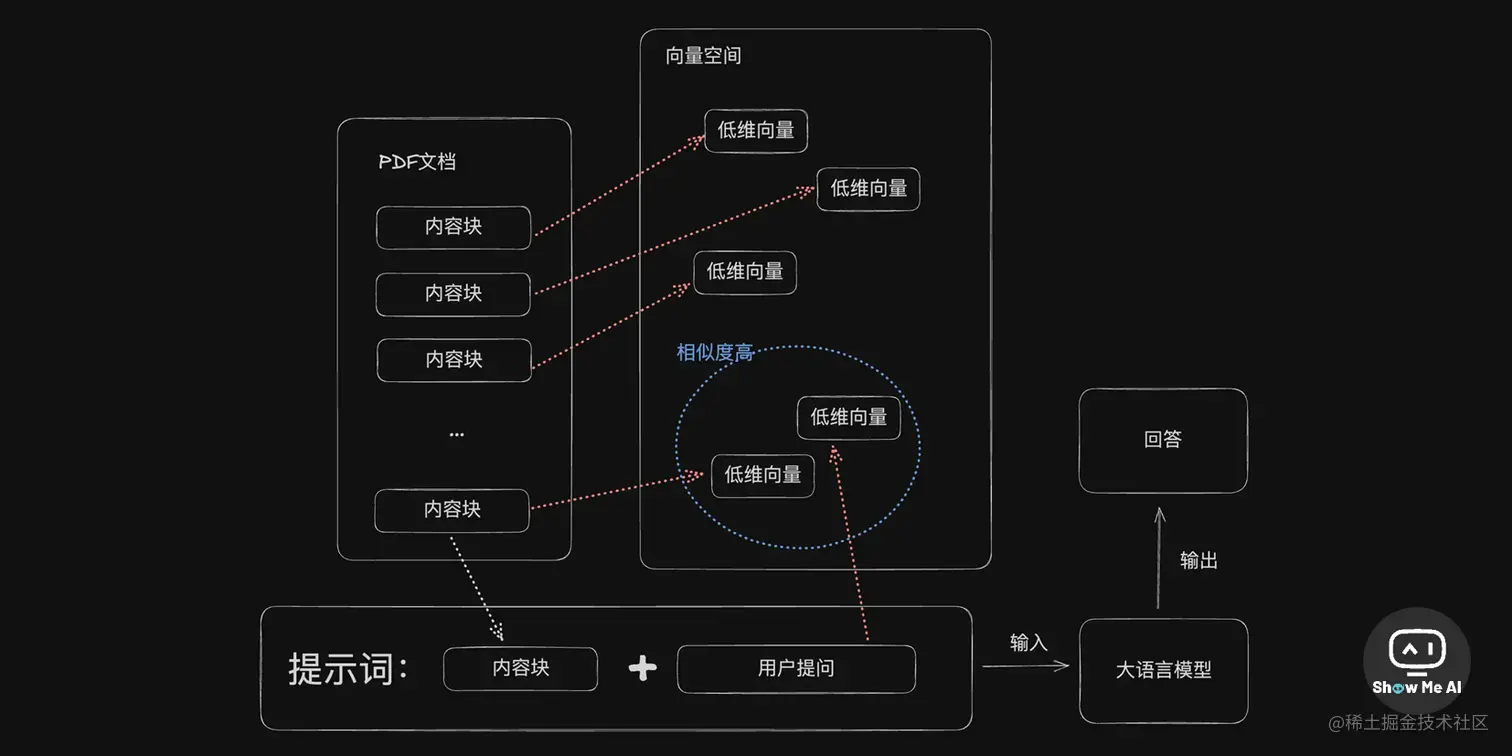 向量空间
低维向量
低维向量
低维向量
相似度高
低维向量
低维向量
PDF文档
内容块
内容块
内容块
...
内容块
提示词：
内容块
+
用户提问
输入
大语言模型
输出
回答
Show Me AI
@稀土掘金技术社区